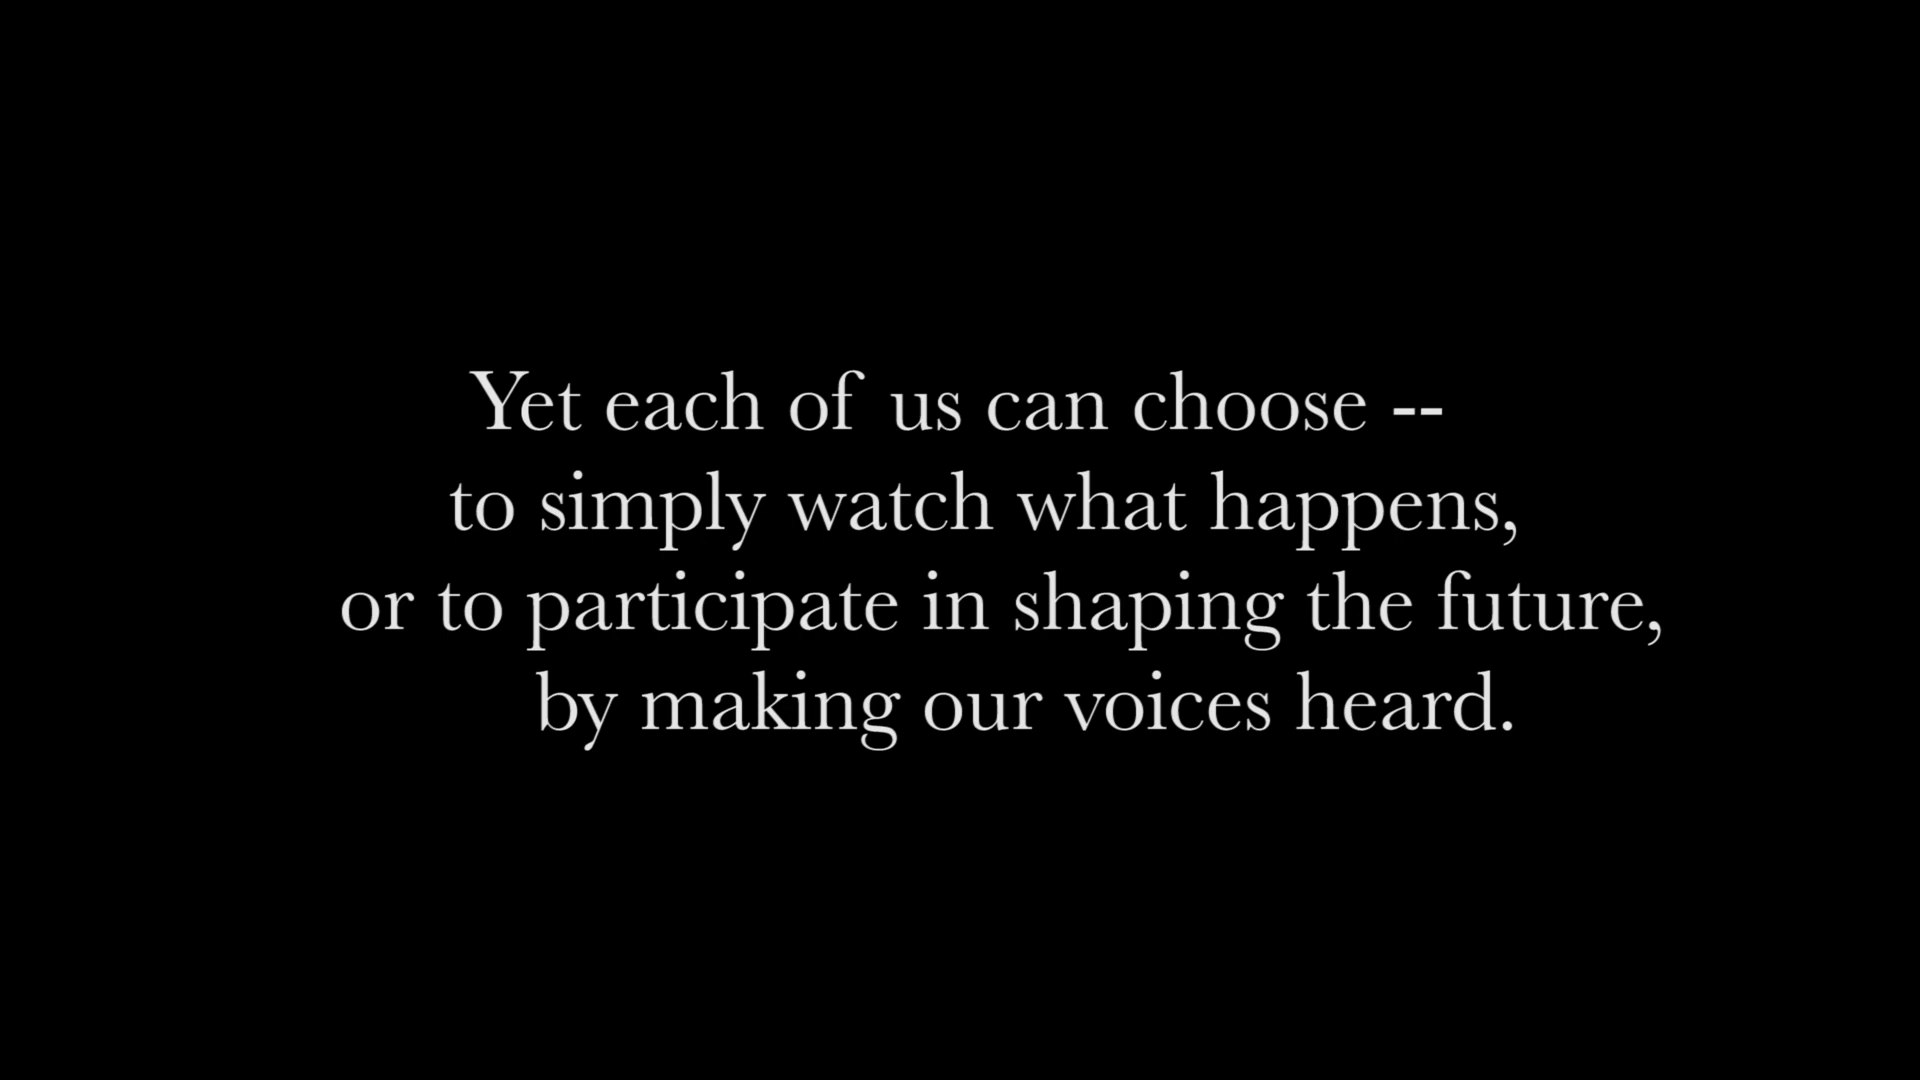 Yet each of us can choose --
to simply watch what happens,
or to participate in shaping the future,
by making our voices heard.